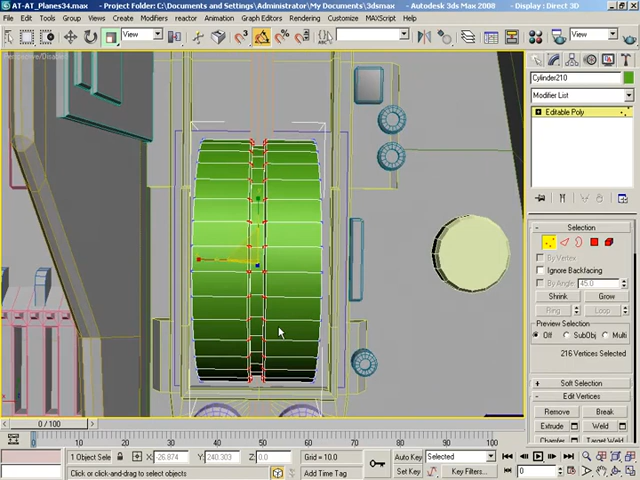 AT-AT_Planes34.max - Project Folder: C:\Documents and Settings\Administrator\My Documents\3dsmax - Autodesk 3ds Max 2008 - Display : Direct 3D
File Edit Tools Group Views Create Modifiers reactor Animation Graph Editors Rendering Customize MAXScript Help
View
View
Cylinder210
Modifier List
Editable Poly
Selection
By Vertex
Ignore Backfacing
By Angle: 45.0
Shrink Grow
Ring Loop
Preview Selection
Off SubObj Multi
216 Vertices Selected
Soft Selection
Edit Vertices
Remove Break
Extrude Weld
Chamfer Target Weld
0 / 100
0 10 20 30 40 50 60 70 80 90 100
1 Object Sele X: -26.874 Y: 240.303 Z: 0.0 Grid = 10.0 Auto Key Selected
Click or click-and-drag to select objects Add Time Tag Set Key Key Filters... 0